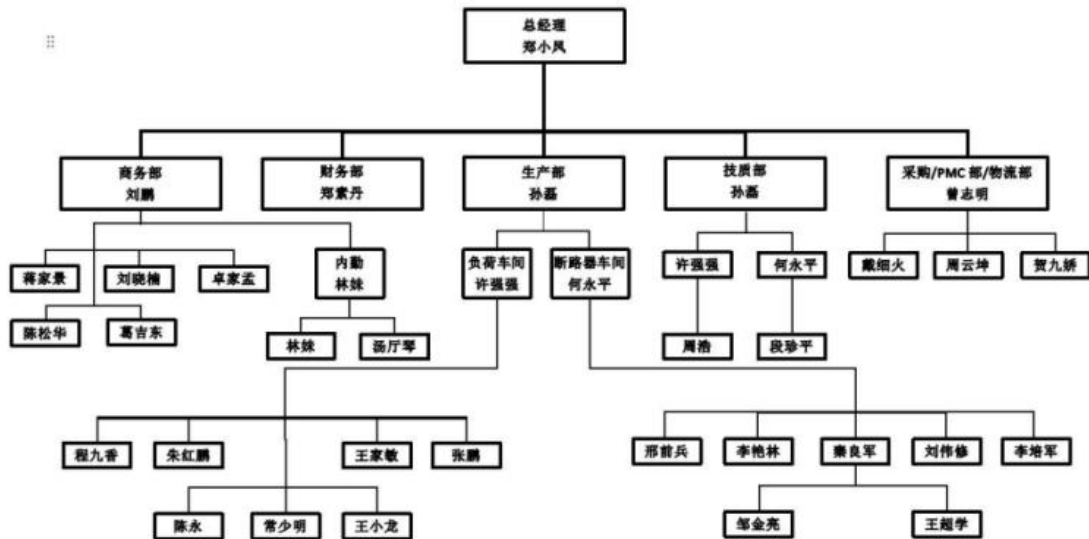 总经理
郑小凤
商务部
刘鹏
财务部
郑素丹
生产部
孙磊
技质部
孙磊
采购/PMC 部/物流部
曾志明
蒋家景
刘晓楠
卓家孟
内勤
林妹
负荷车间
许强强
断路器车间
何永平
许强强
何永平
戴细火
周云坤
贺九娇
陈松华
葛吉东
林妹
汤厅琴
周浩
段珍平
程九香
朱红鹏
王家敏
张鹏
邢前兵
李艳林
秦良军
刘伟修
李培军
陈永
常少明
王小龙
邹金亮
王超学